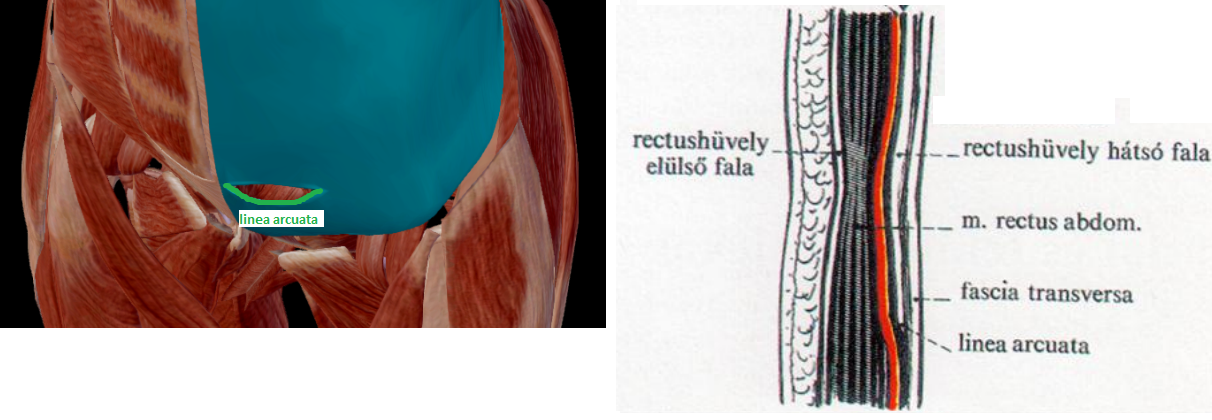 linea arcuata
rectushüvely
elülső fala
rectushüvely hátsó fala
m. rectus abdom.
fascia transversa
linea arcuata